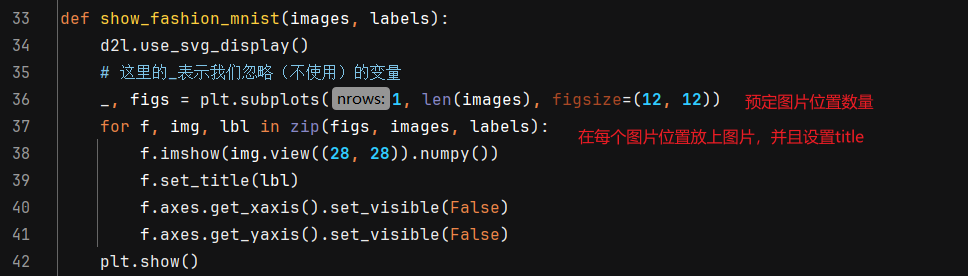 33 def show_fashion_mnist(images, labels):
34 d2l.use_svg_display()
35 # 这里的_表示我们忽略（不使用）的变量
36 _, figs = plt.subplots( nrows: 1, len(images), figsize=(12, 12)) 预定图片位置数量
37 for f, img, lbl in zip(figs, images, labels): 在每个图片位置放上图片，并且设置title
38 f.imshow(img.view((28, 28)).numpy())
39 f.set_title(lbl)
40 f.axes.get_xaxis().set_visible(False)
41 f.axes.get_yaxis().set_visible(False)
42 plt.show()